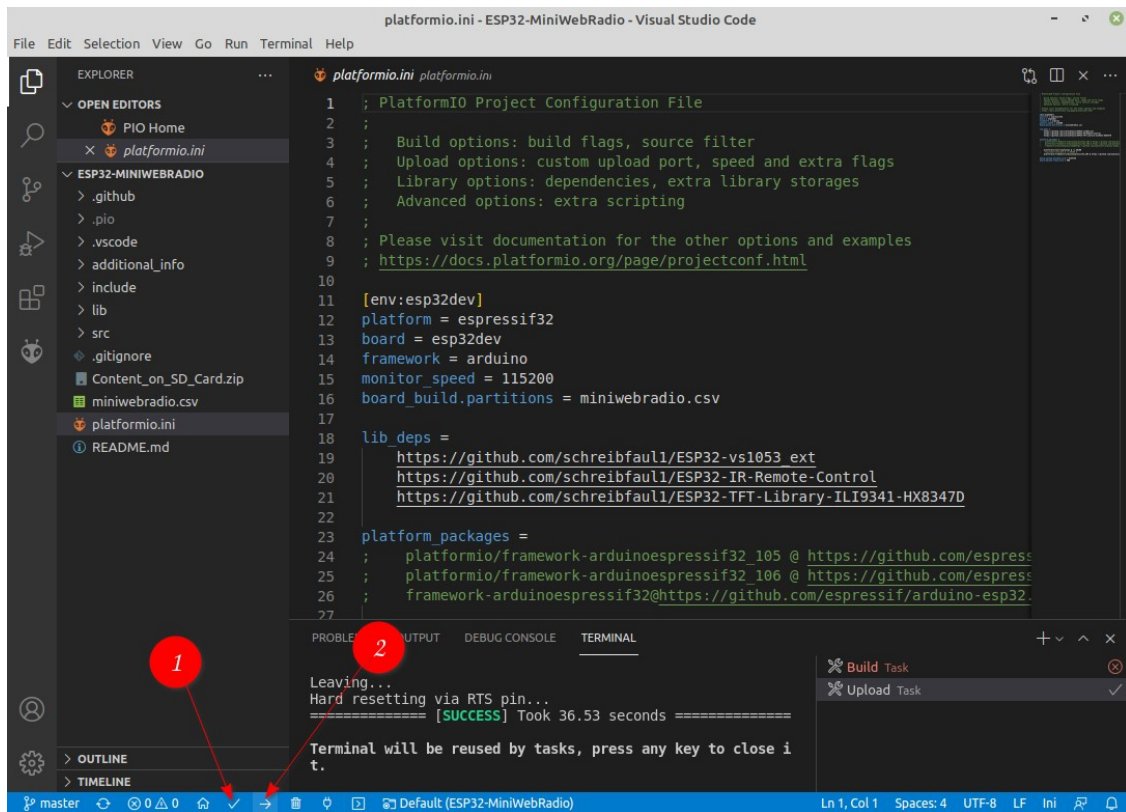 platformio.ini - ESP32-MiniWebRadio - Visual Studio Code
File Edit Selection View Go Run Terminal Help
EXPLORER
OPEN EDITORS
PIO Home
platformio.ini
ESP32-MINIWEBRADIO
.github
.pio
.vscode
additional_info
include
lib
src
.gitignore
Content_on_SD_Card.zip
miniwebradio.csv
platformio.ini
README.md
OUTLINE
TIMELINE
platformio.ini platformio.ini
1 ; PlatformIO Project Configuration File
2 ;
3 ;   Build options: build flags, source filter
4 ;   Upload options: custom upload port, speed and extra flags
5 ;   Library options: dependencies, extra library storages
6 ;   Advanced options: extra scripting
7 ;
8 ; Please visit documentation for the other options and examples
9 ; https://docs.platformio.org/page/projectconf.html
10
11 [env:esp32dev]
12 platform = espressif32
13 board = esp32dev
14 framework = arduino
15 monitor_speed = 115200
16 board_build.partitions = miniwebradio.csv
17
18 lib_deps =
19     https://github.com/schreibfaul1/ESP32-vs1053_ext
20     https://github.com/schreibfaul1/ESP32-IR-Remote-Control
21     https://github.com/schreibfaul1/ESP32-TFT-Library-ILI9341-HX8347D
22
23 platform_packages =
24 ;    platformio/framework-arduinoespressif32_105 @ https://github.com/espress
25 ;    platformio/framework-arduinoespressif32_106 @ https://github.com/espress
26 ;    framework-arduinoespressif32@https://github.com/espressif/arduino-esp32.
27
PROBLE UTPUT DEBUG CONSOLE TERMINAL
1
2
Leaving...
Hard resetting via RTS pin...
============== [SUCCESS] Took 36.53 seconds ==============
Terminal will be reused by tasks, press any key to close i
t.
Build Task
Upload Task
master 0 0 Default (ESP32-MiniWebRadio) Ln 1, Col 1 Spaces: 4 UTF-8 LF Ini